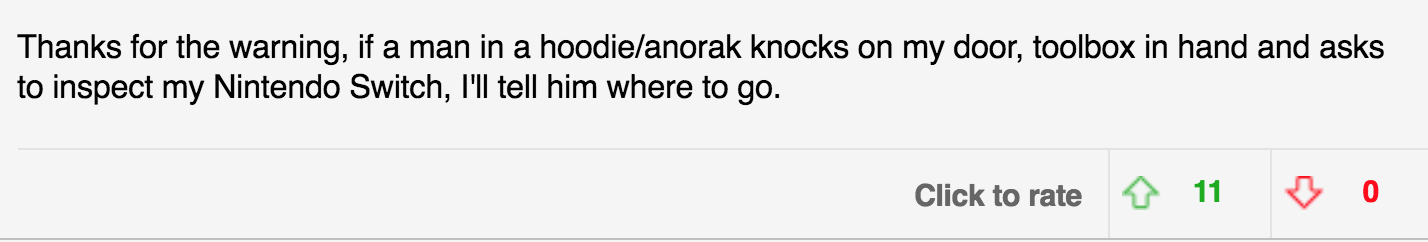 Thanks for the warning, if a man in a hoodie/anorak knocks on my door, toolbox in hand and asks
to inspect my Nintendo Switch, I'll tell him where to go.
Click to rate 11 0